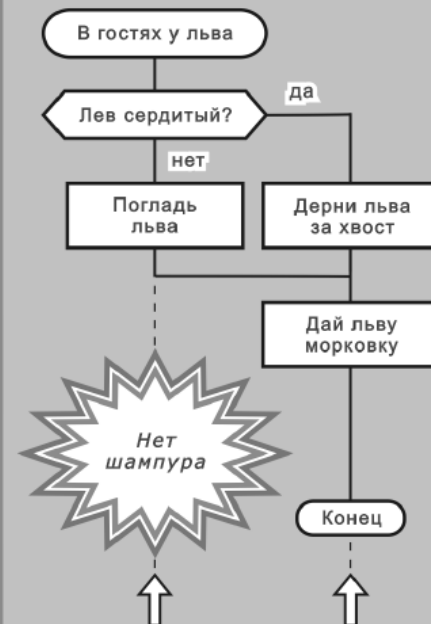 В гостях у льва
Лев сердитый?
да
нет
Погладь
льва
Дерни льва
за хвост
Дай льву
морковку
Нет
шампура
Конец